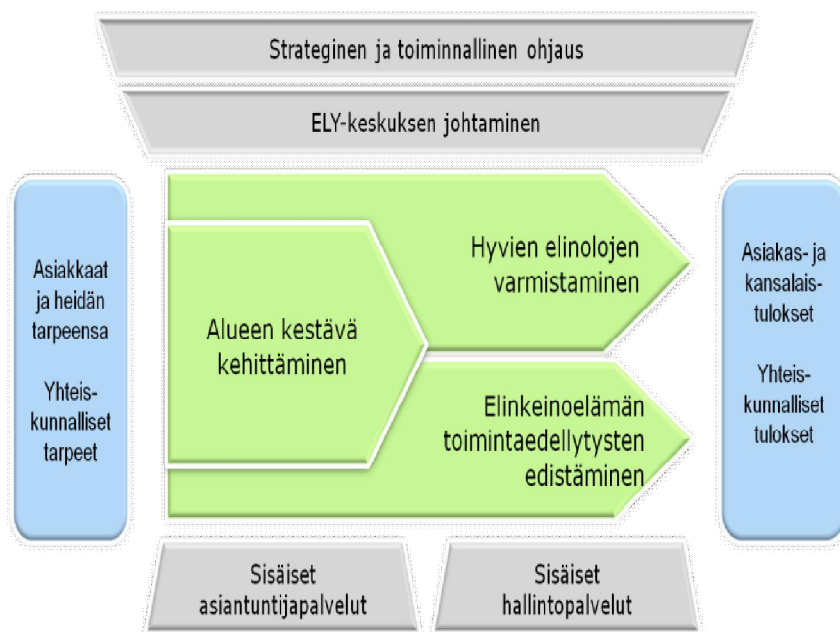 Strateginen ja toiminnallinen ohjaus
ELY-keskuksen johtaminen
Asiakkaat
ja heidän
tarpeensa
Yhteis-
kunnalliset
tarpeet
Alueen kestävä
kehittäminen
Hyvien elinolojen
varmistaminen
Elinkeinoelämän
toimintaedellytysten
edistäminen
Asiakas- ja
kansalais-
tulokset
Yhteis-
kunnalliset
tulokset
Sisäiset
asiantuntijapalvelut
Sisäiset
hallintopalvelut